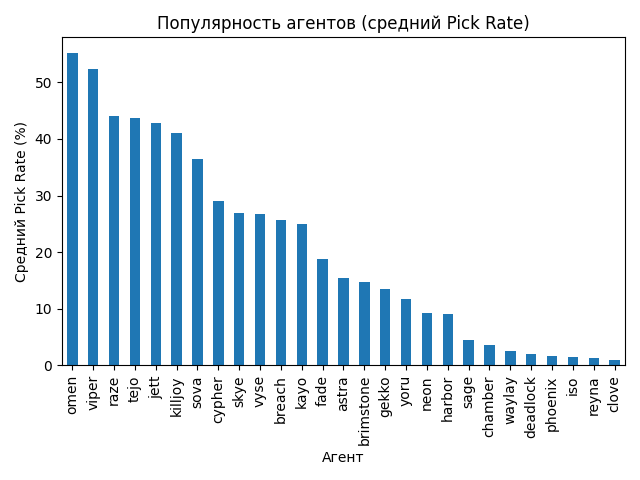 Популярность агентов (средний Pick Rate)
Средний Pick Rate (%)
50
40
30
20
10
0
omen
viper
raze
tejo
jett
killjoy
sova
cypher
skye
vyse
breach
kayo
fade
astra
brimstone
gekko
yoru
neon
harbor
sage
chamber
waylay
deadlock
phoenix
iso
reyna
clove
Агент